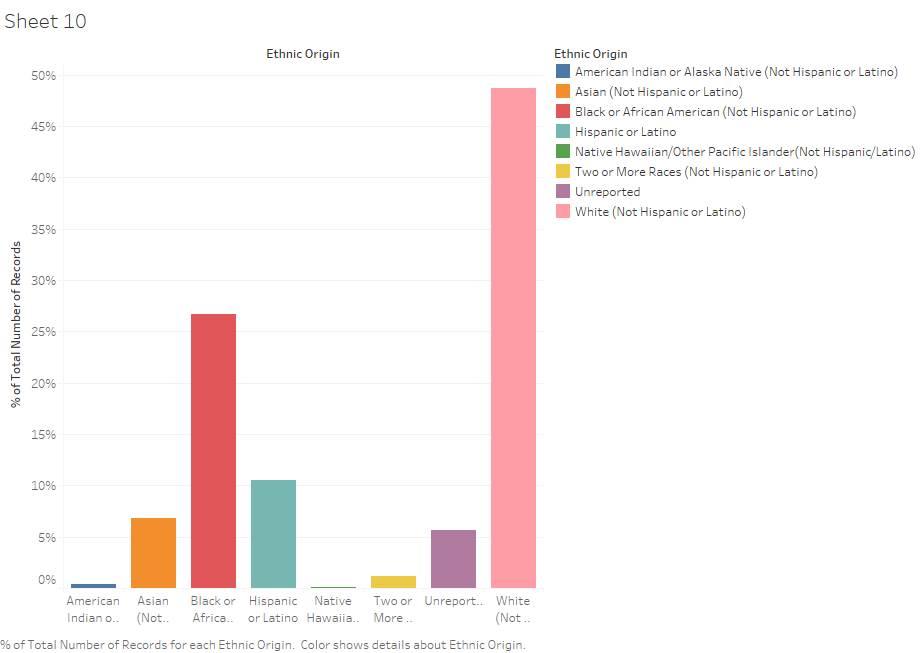 Sheet 10
Ethnic Origin
50%
45%
40%
35%
30%
25%
20%
15%
10%
5%
0%
% of Total Number of Records
American Indian o..
Asian (Not..
Black or Africa..
Hispanic or Latino
Native Hawaiia..
Two or More ..
Unreport..
White (Not ..
Ethnic Origin
American Indian or Alaska Native (Not Hispanic or Latino)
Asian (Not Hispanic or Latino)
Black or African American (Not Hispanic or Latino)
Hispanic or Latino
Native Hawaiian/Other Pacific Islander(Not Hispanic/Latino)
Two or More Races (Not Hispanic or Latino)
Unreported
White (Not Hispanic or Latino)
% of Total Number of Records for each Ethnic Origin.  Color shows details about Ethnic Origin.